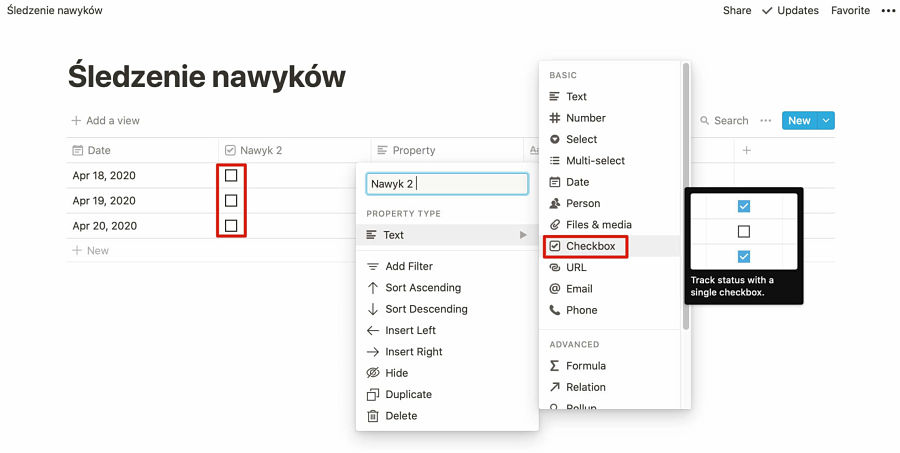 Śledzenie nawyków
Share Updates Favorite
Śledzenie nawyków
Add a view
Search
New
Date
Nawyk 2
Property
Aa
Apr 18, 2020
Apr 19, 2020
Apr 20, 2020
New
Nawyk 2
PROPERTY TYPE
Text
Add Filter
Sort Ascending
Sort Descending
Insert Left
Insert Right
Hide
Duplicate
Delete
BASIC
Text
Number
Select
Multi-select
Date
Person
Files & media
Checkbox
URL
Email
Phone
ADVANCED
Formula
Relation
Rollup
Track status with a
single checkbox.